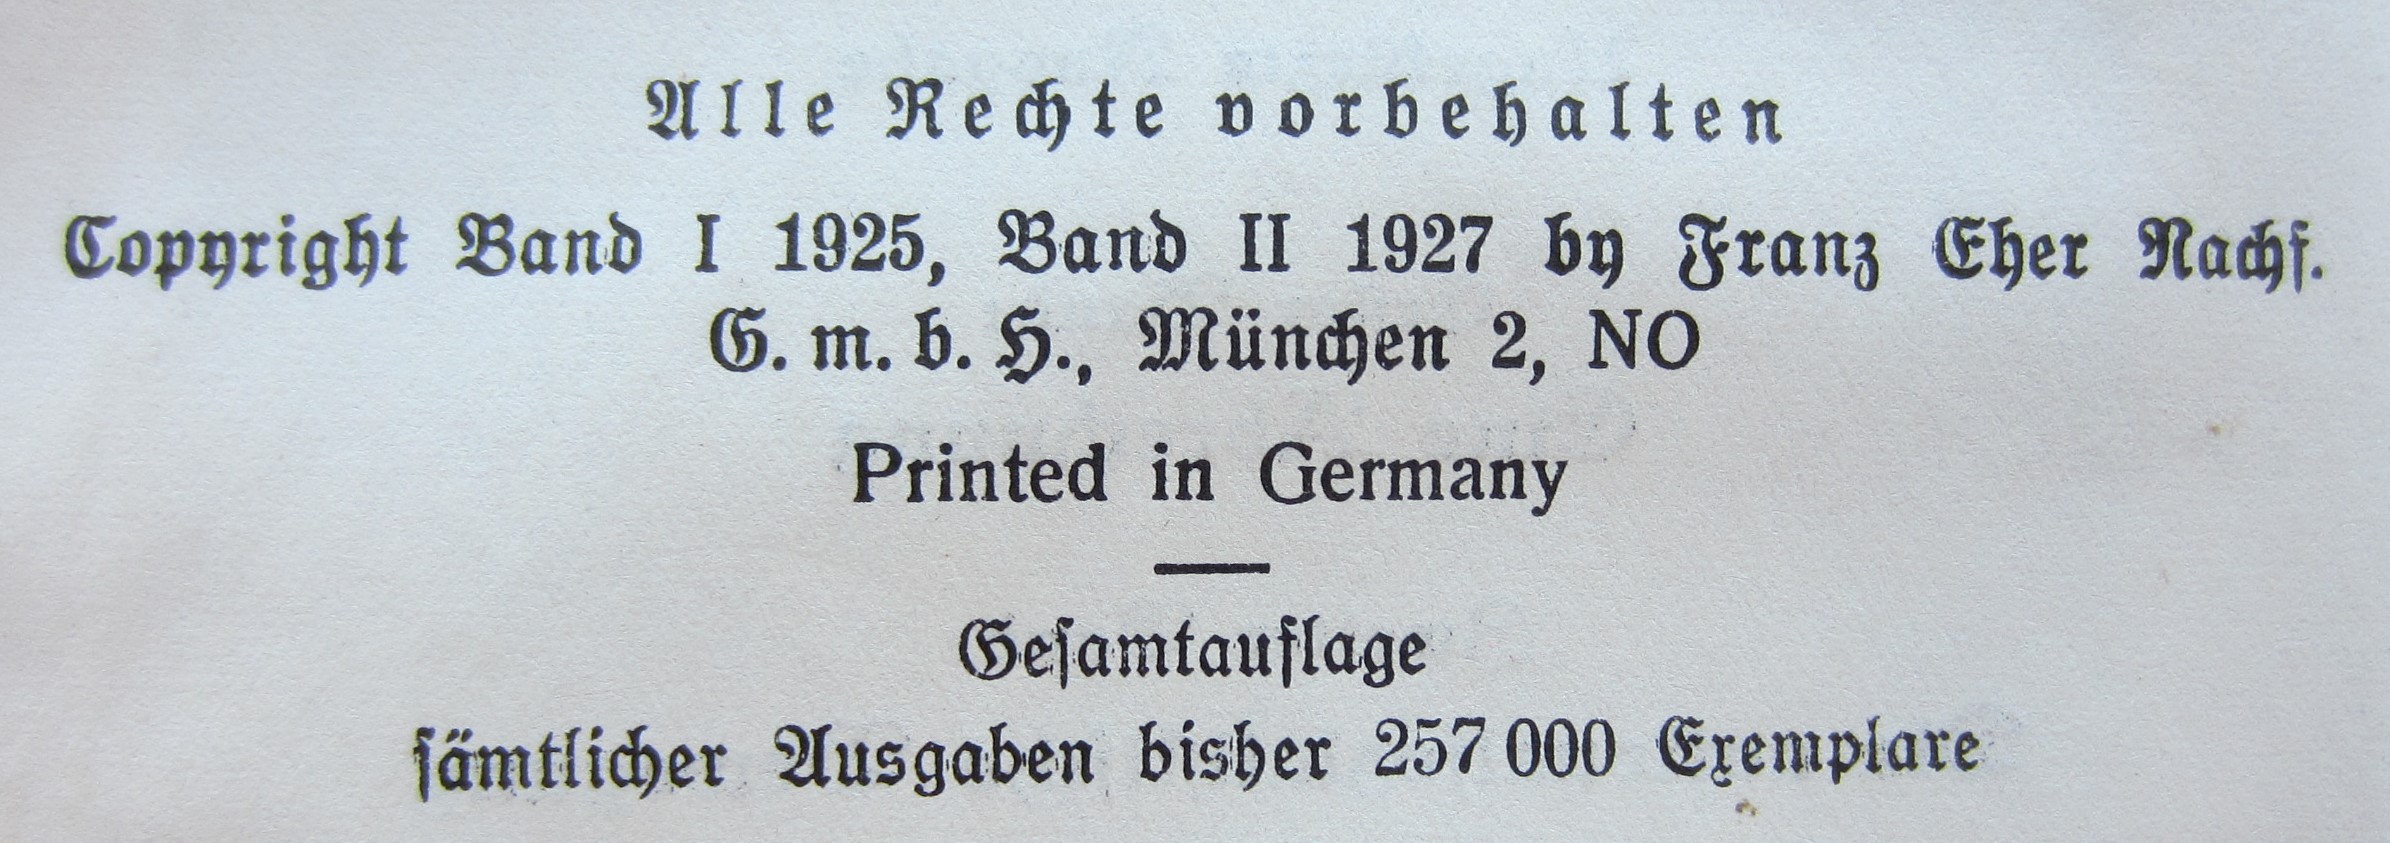 Alle Rechte vorbehalten
Copyright Band I 1925, Band II 1927 by Franz Eher Nachf.
G. m. b. H., München 2, NO
Printed in Germany
Geſamtauflage
ſämtlicher Ausgaben bisher 257 000 Exemplare